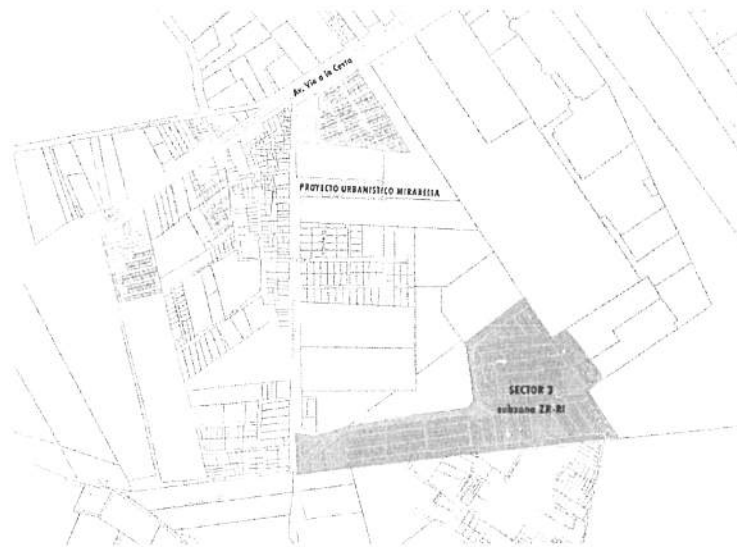 Av. Vía a la Costa
PROYECTO URBANISTICO MIRABELLA
SECTOR 3
subzona ZR-RI